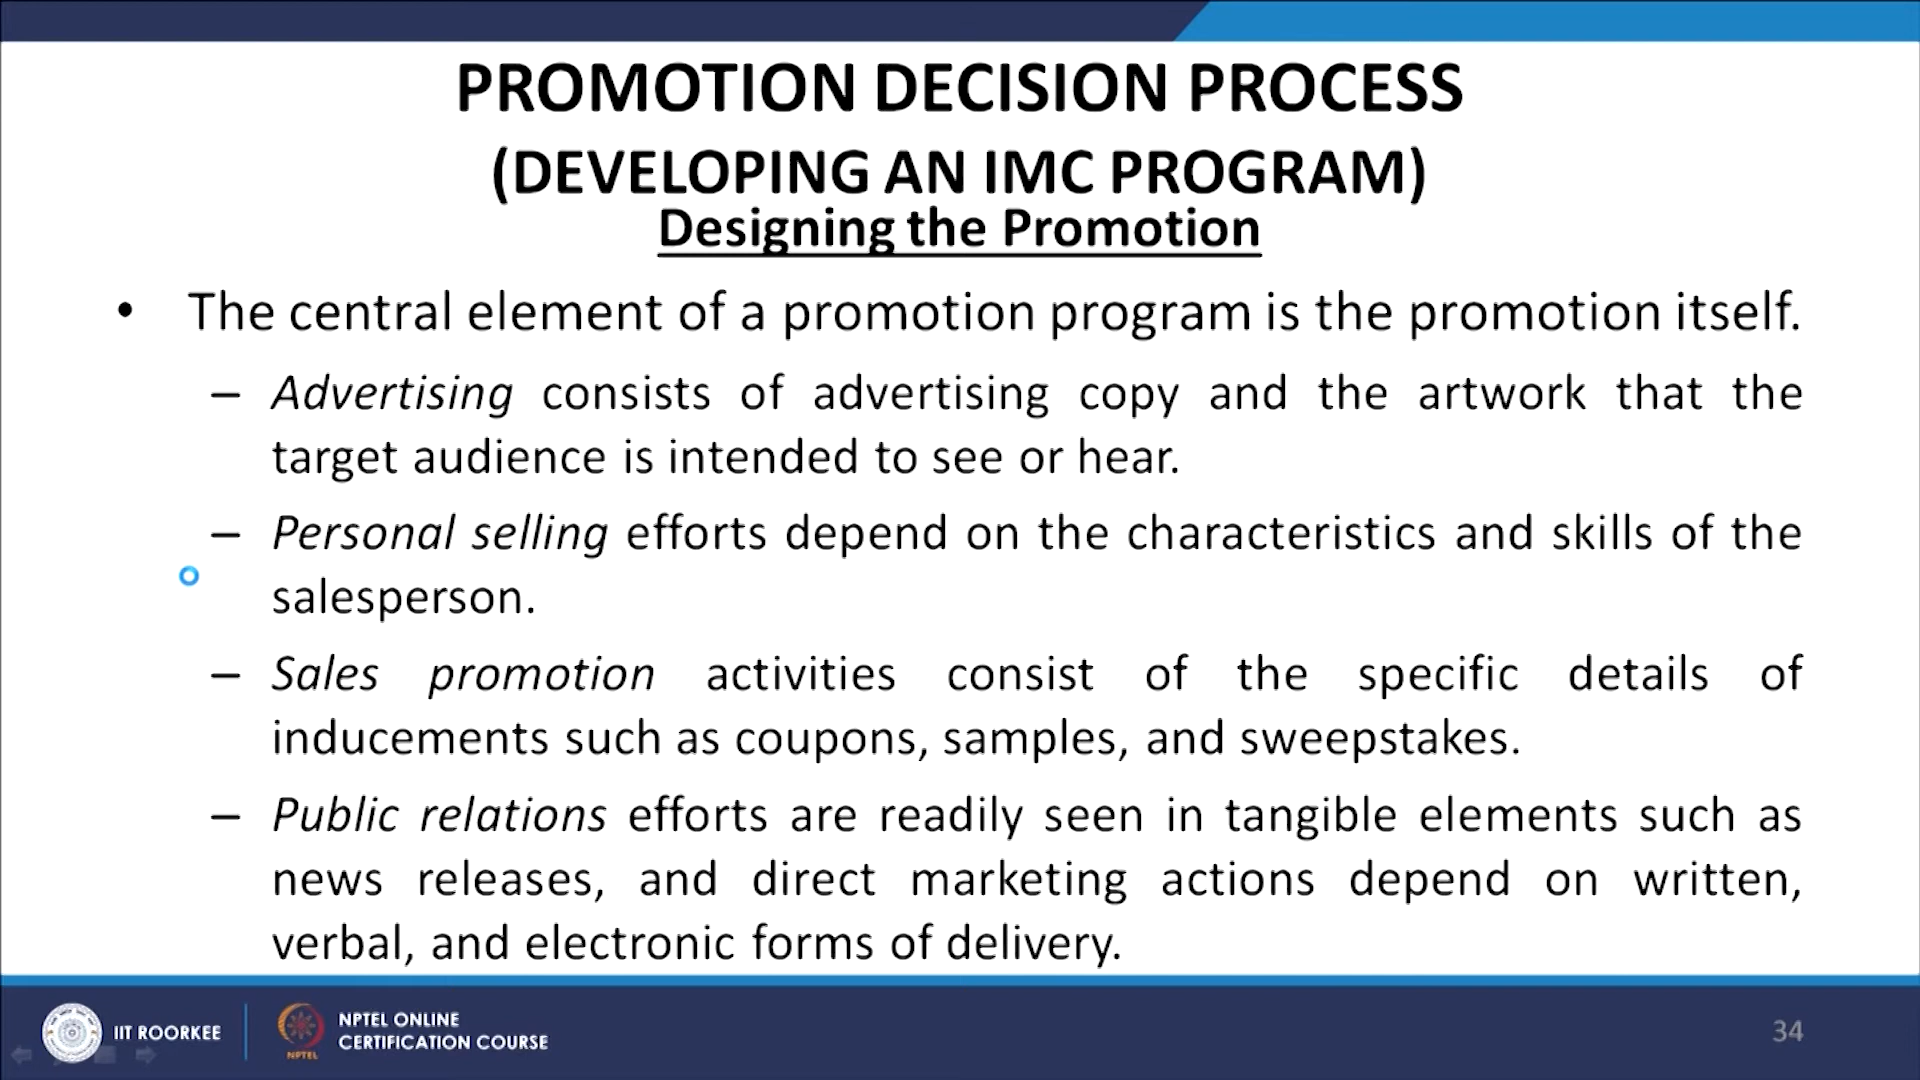 PROMOTION DECISION PROCESS
(DEVELOPING AN IMC PROGRAM)
Designing the Promotion
• The central element of a promotion program is the promotion itself.
– Advertising consists of advertising copy and the artwork that the
target audience is intended to see or hear.
– Personal selling efforts depend on the characteristics and skills of the
salesperson.
– Sales promotion activities consist of the specific details of
inducements such as coupons, samples, and sweepstakes.
– Public relations efforts are readily seen in tangible elements such as
news releases, and direct marketing actions depend on written,
verbal, and electronic forms of delivery.
IIT ROORKEE
NPTEL
NPTEL ONLINE
CERTIFICATION COURSE
34